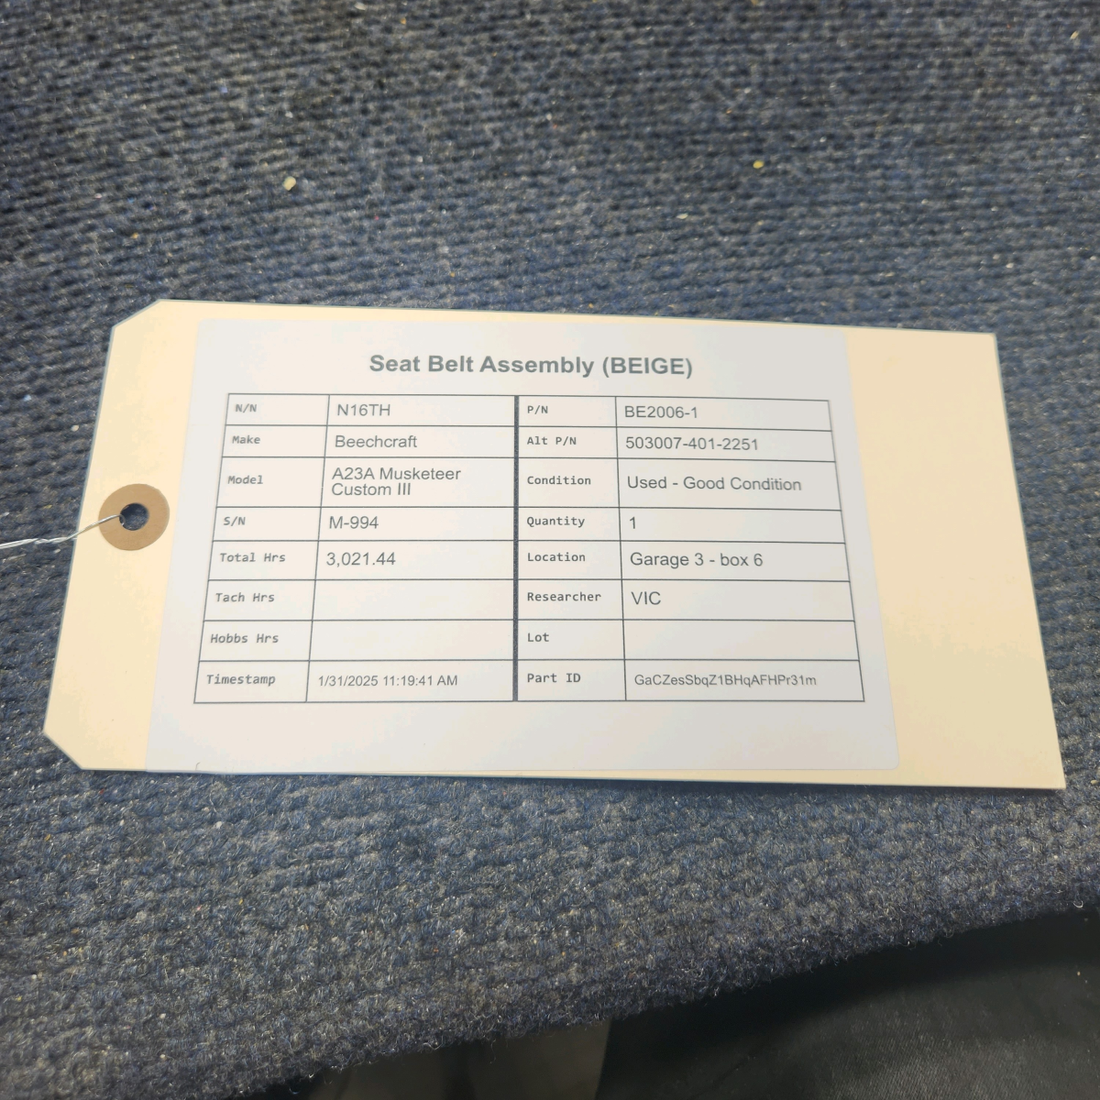 Seat Belt Assembly (BEIGE)
N/N N16TH P/N BE2006-1
Make Beechcraft Alt P/N 503007-401-2251
Model A23A Musketeer
Custom III Condition Used - Good Condition
S/N M-994 Quantity 1
Total Hrs 3,021.44 Location Garage 3 - box 6
Tach Hrs Researcher VIC
Hobbs Hrs Lot
Timestamp 1/31/2025 11:19:41 AM Part ID GaCZesSbqZ1BHqAFHPr31m